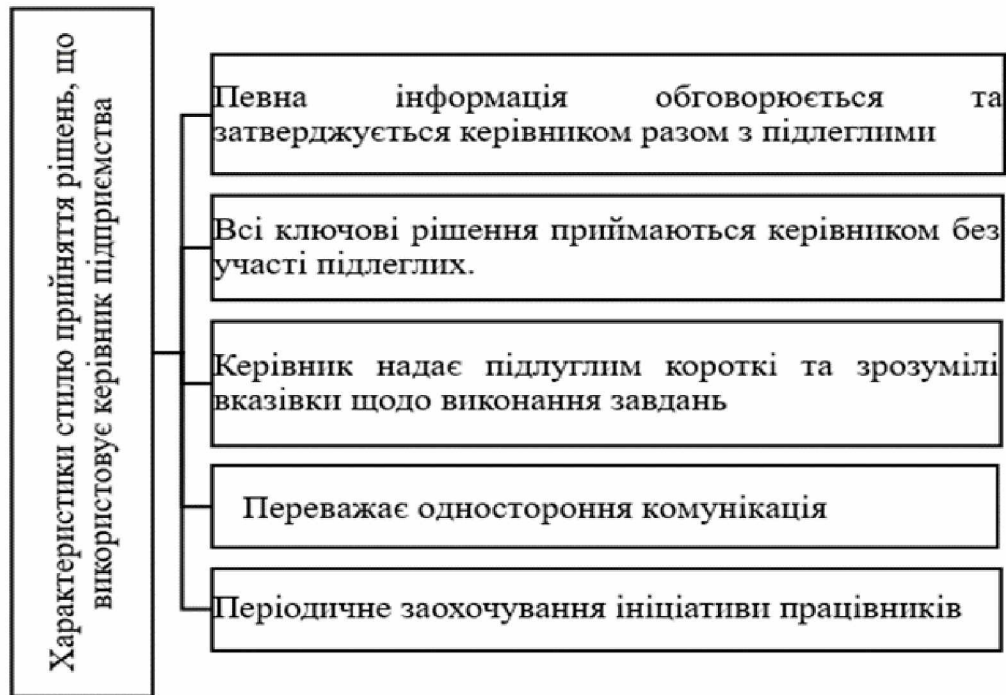 Характеристики стилю прийняття рішень, що
використовує керівник підприємства
Певна інформація обговорюється та
затверджується керівником разом з підлеглими
Всі ключові рішення приймаються керівником без
участі підлеглих.
Керівник надає підлуглим короткі та зрозумілі
вказівки щодо виконання завдань
Переважає одностороння комунікація
Періодичне заохочування ініціативи працівників